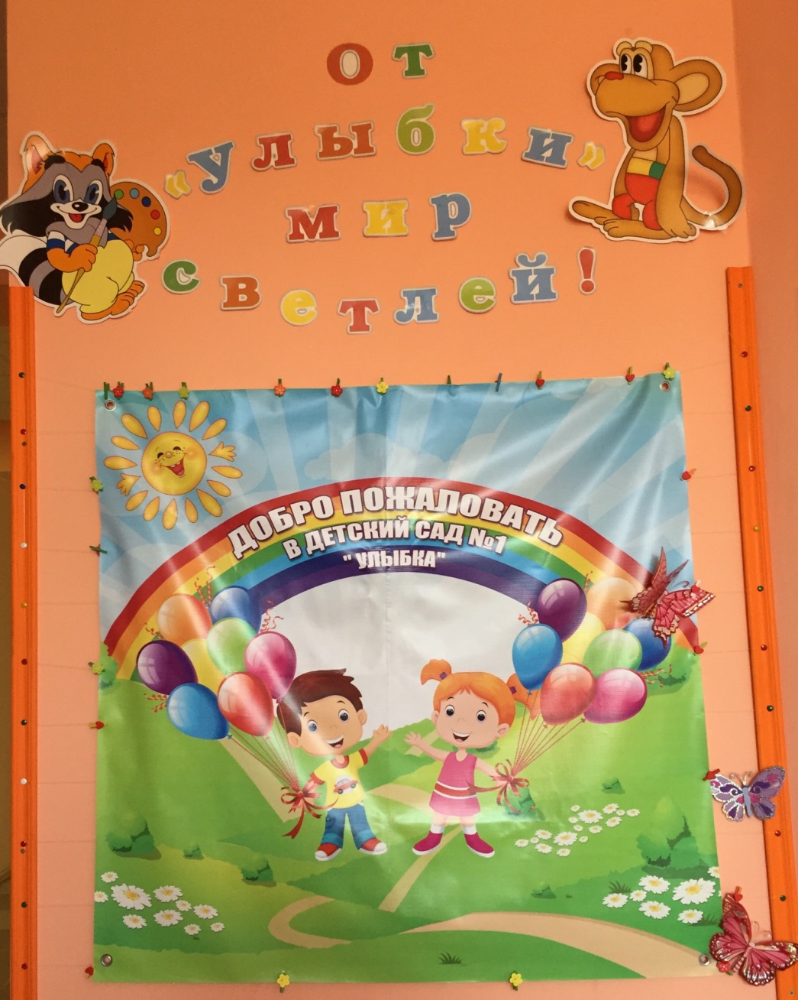 От
«Улыбки»
мир
светлей!
ДОБРО ПОЖАЛОВАТЬ
В ДЕТСКИЙ САД №1
"УЛЫБКА"